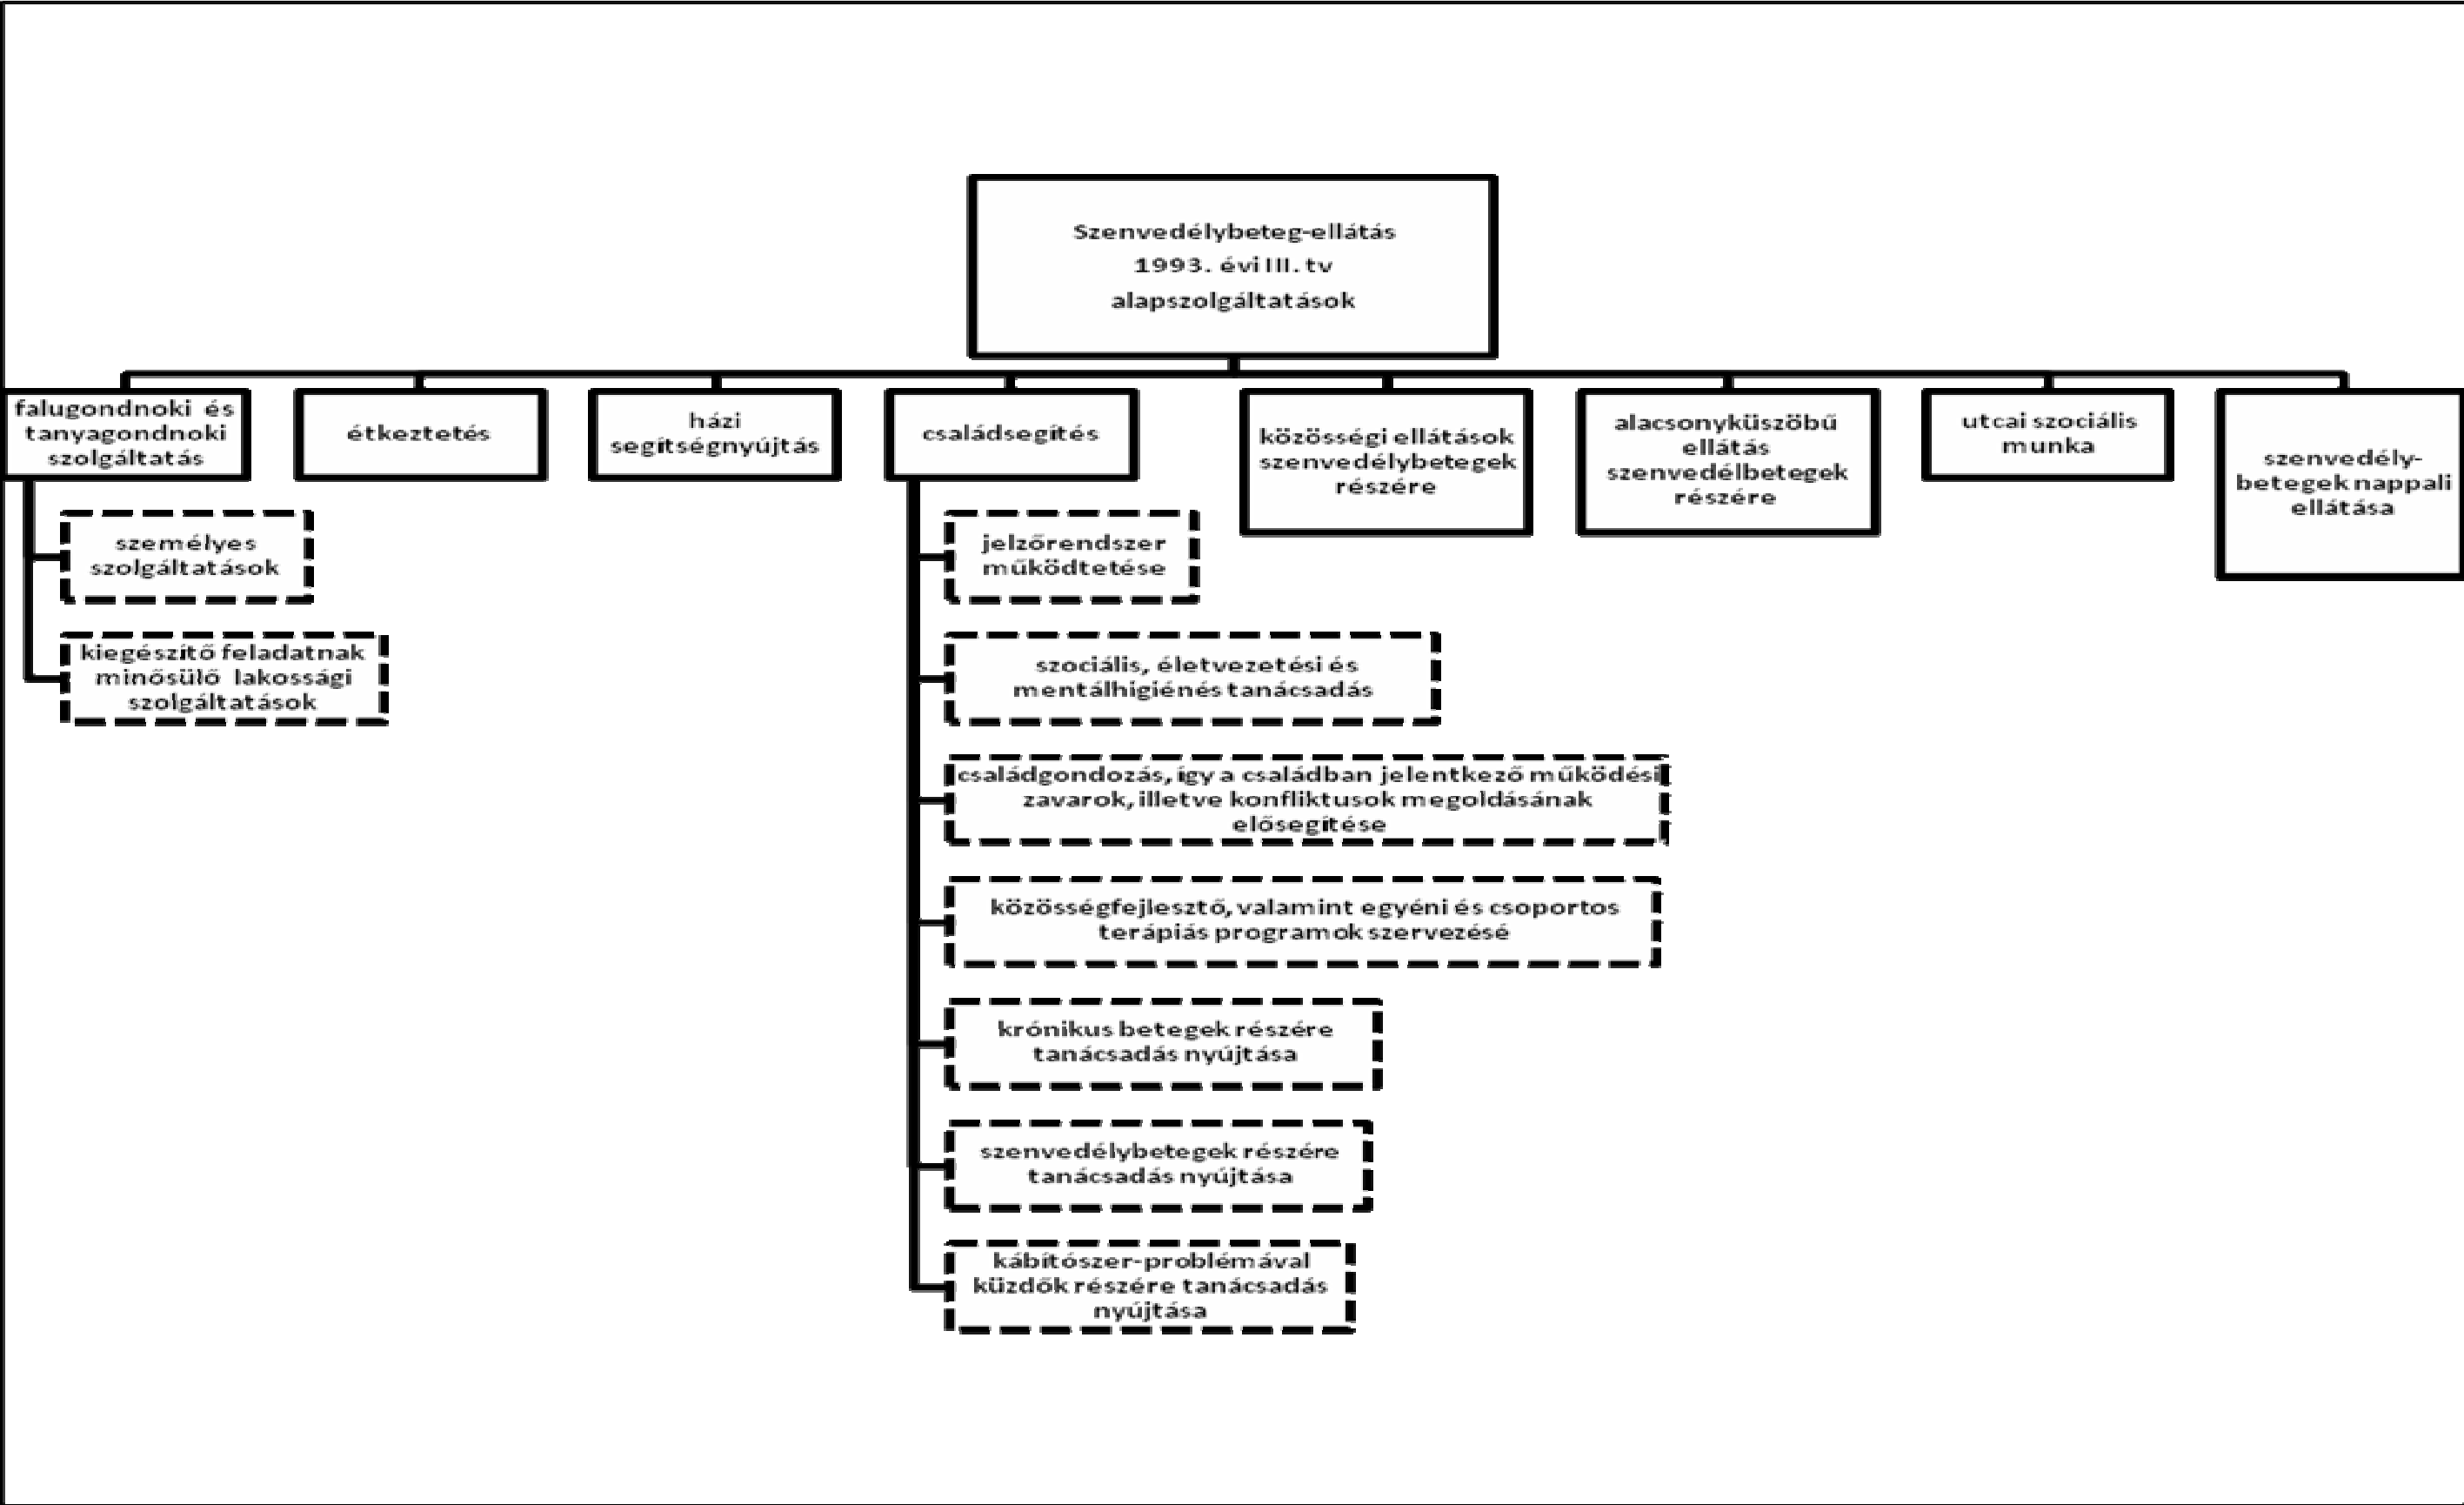 Szenvedélybeteg-ellátás
1993. évi III. tv
alapszolgáltatások
falugondnoki és
tanyagondnoki
szolgáltatás
étkeztetés
házi
segítségnyújtás
családsegítés
közösségi ellátások
szenvedélybetegek
részére
alacsonyküszöbű
ellátás
szenvedélbetegek
részére
utcai szociális
munka
szenvedély-
betegek nappali
ellátása
személyes
szolgáltatások
kiegészítő feladatnak
minősülő lakossági
szolgáltatások
jelzőrendszer
működtetése
szociális, életvezetési és
mentálhigiénés tanácsadás
családgondozás, így a családban jelentkező működési
zavarok, illetve konfliktusok megoldásának
elősegítése
közösségfejlesztő, valamint egyéni és csoportos
terápiás programok szervezésé
krónikus betegek részére
tanácsadás nyújtása
szenvedélybetegek részére
tanácsadás nyújtása
kábítószer-problémával
küzdők részére tanácsadás
nyújtása